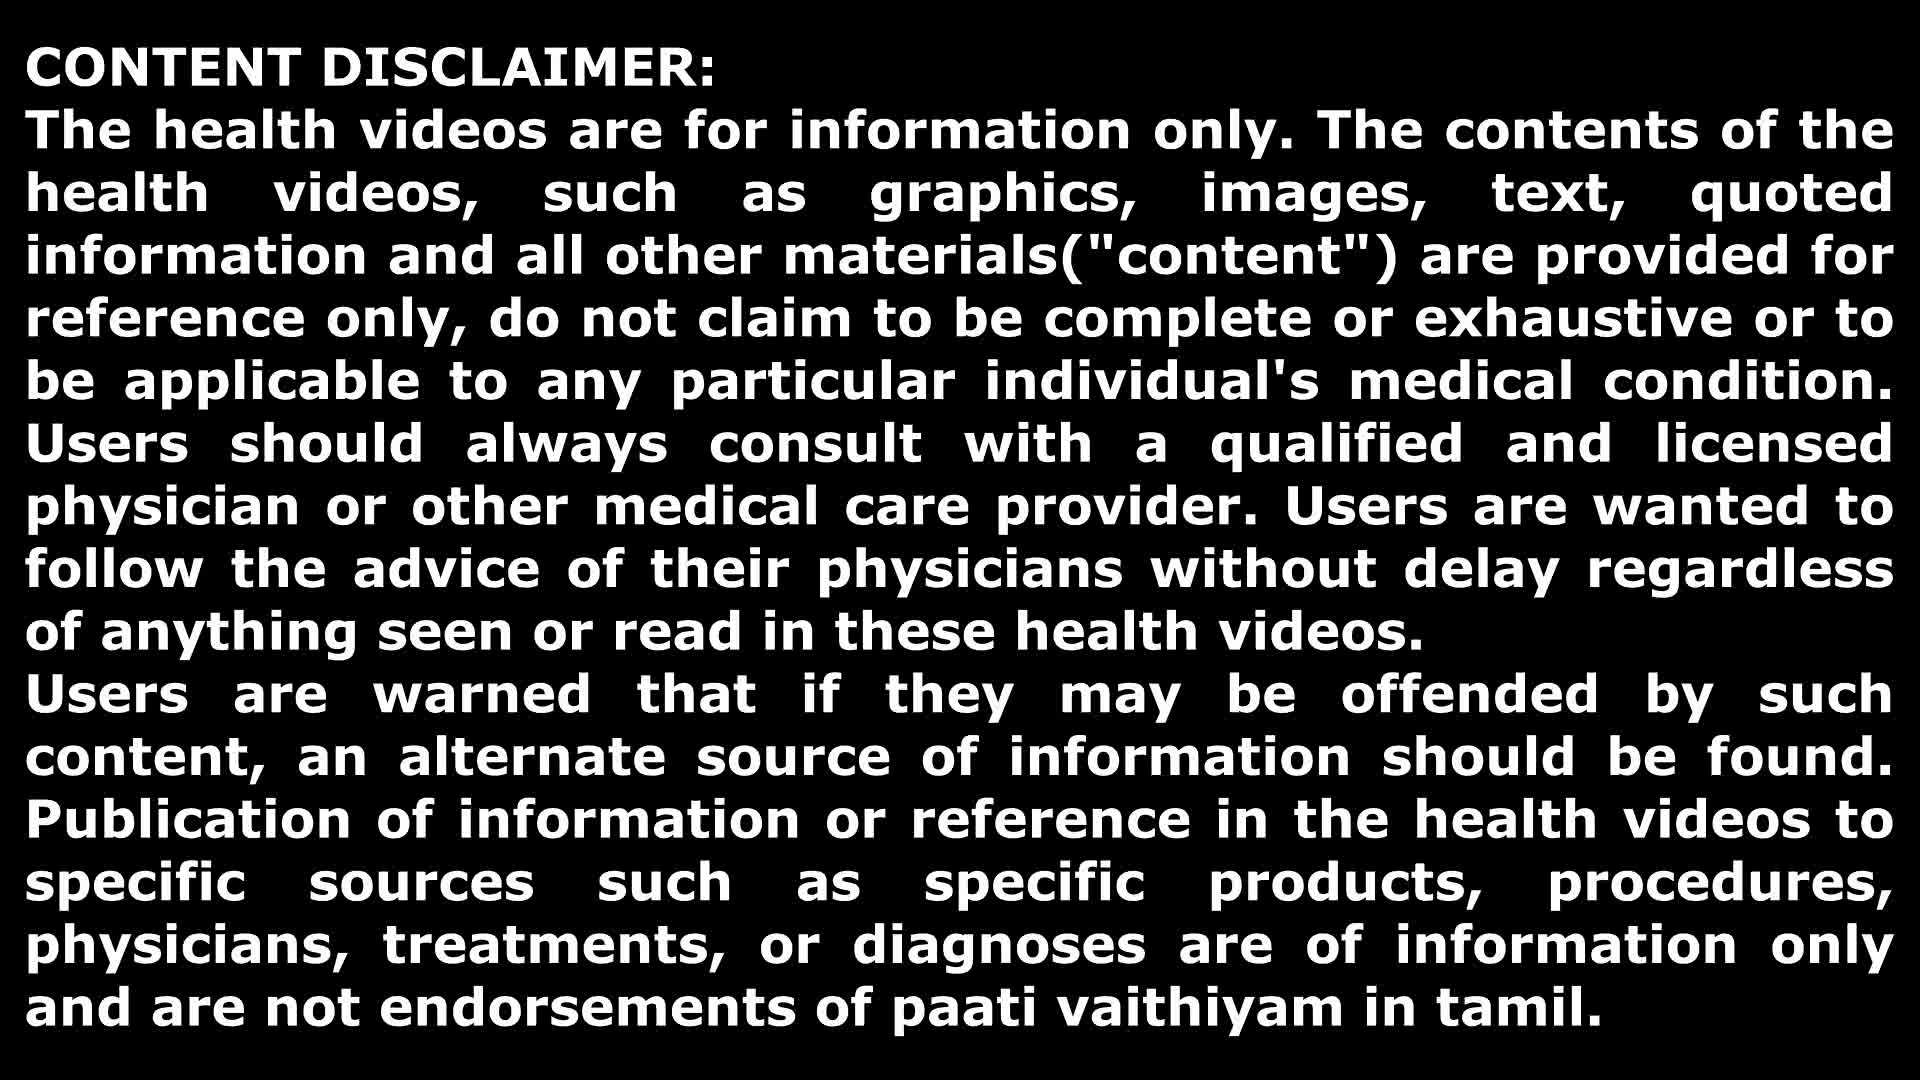 CONTENT DISCLAIMER:
The health videos are for information only. The contents of the
health videos, such as graphics, images, text, quoted
information and all other materials("content") are provided for
reference only, do not claim to be complete or exhaustive or to
be applicable to any particular individual's medical condition.
Users should always consult with a qualified and licensed
physician or other medical care provider. Users are wanted to
follow the advice of their physicians without delay regardless
of anything seen or read in these health videos.
Users are warned that if they may be offended by such
content, an alternate source of information should be found.
Publication of information or reference in the health videos to
specific sources such as specific products, procedures,
physicians, treatments, or diagnoses are of information only
and are not endorsements of paati vaithiyam in tamil.